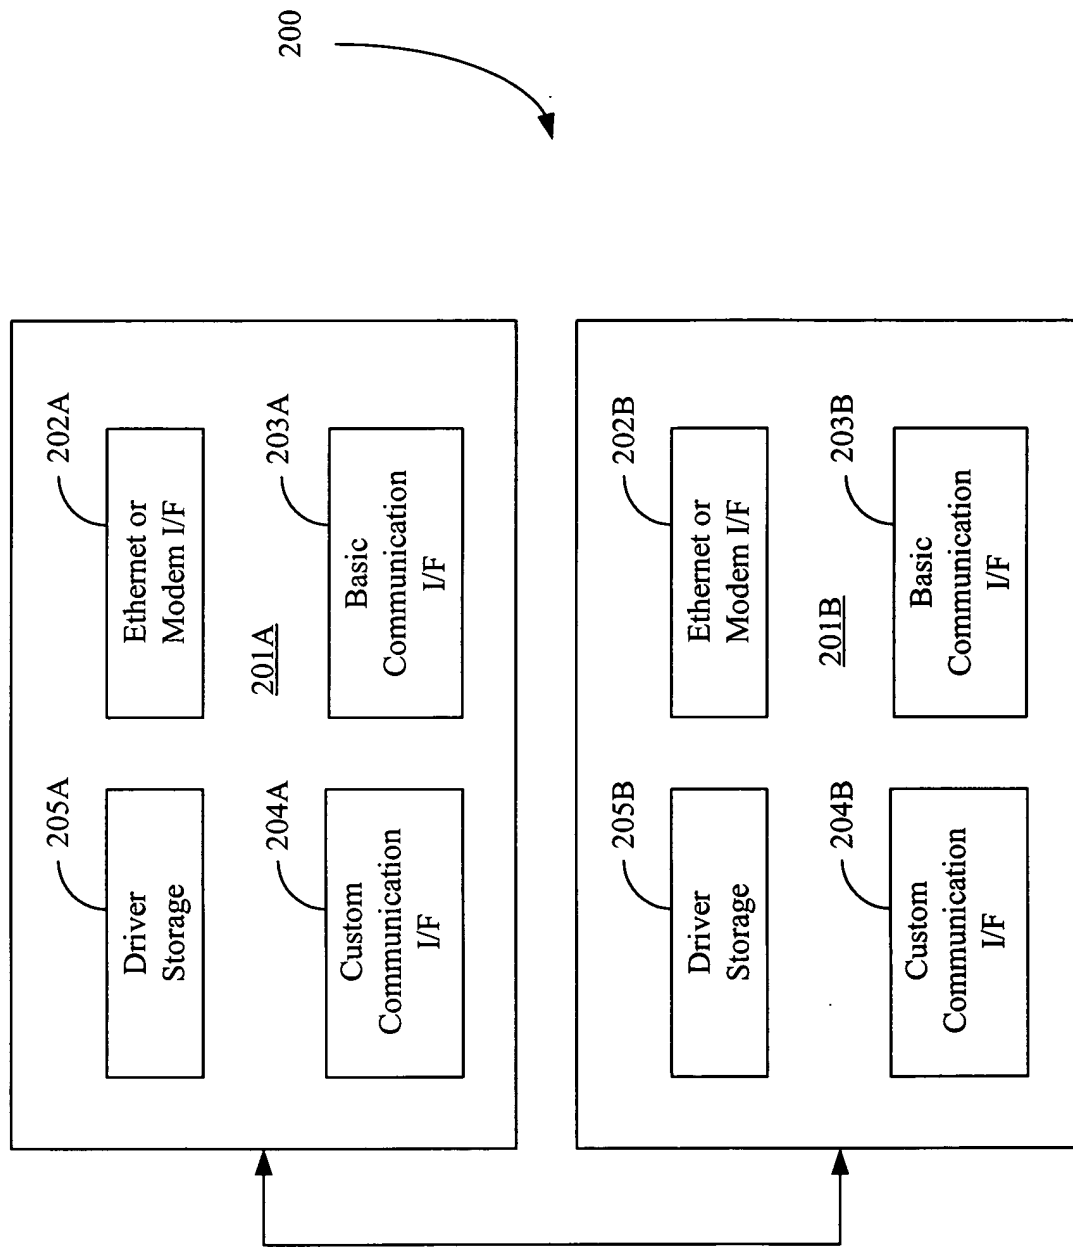 200
205A
Driver
Storage
202A
Ethernet or
Modem I/F
201A
204A
Custom
Communication
I/F
203A
Basic
Communication
I/F
205B
Driver
Storage
202B
Ethernet or
Modem I/F
201B
204B
Custom
Communication
I/F
203B
Basic
Communication
I/F